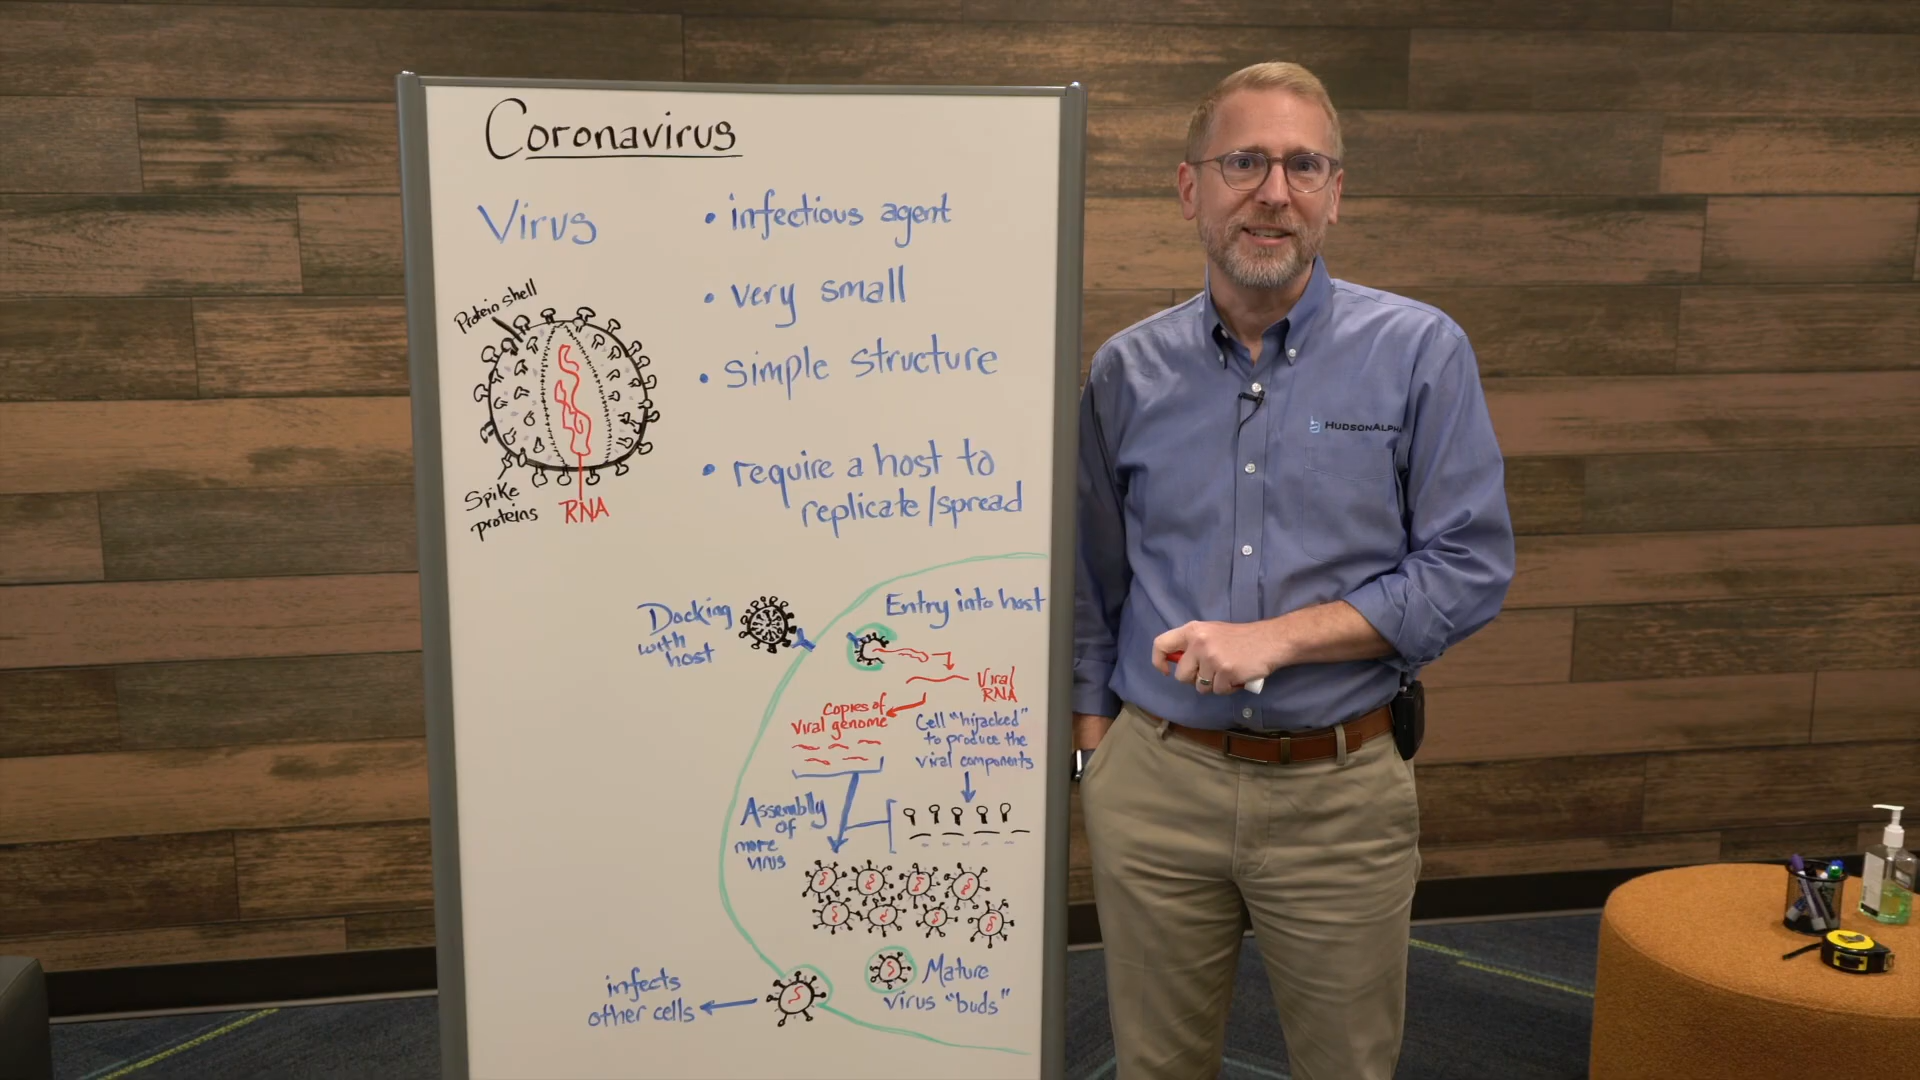 Coronavirus
Virus
• infectious agent
• very small
• simple structure
• require a host to
replicate/spread
Protein shell
Spike
proteins
RNA
Docking
with
host
Entry into host
Viral
RNA
Copies of
viral genome
Cell "hijacked"
to produce the
viral components
Assemblly
of
more
virus
Mature
virus "buds"
infects
other cells
HUDSONALPH